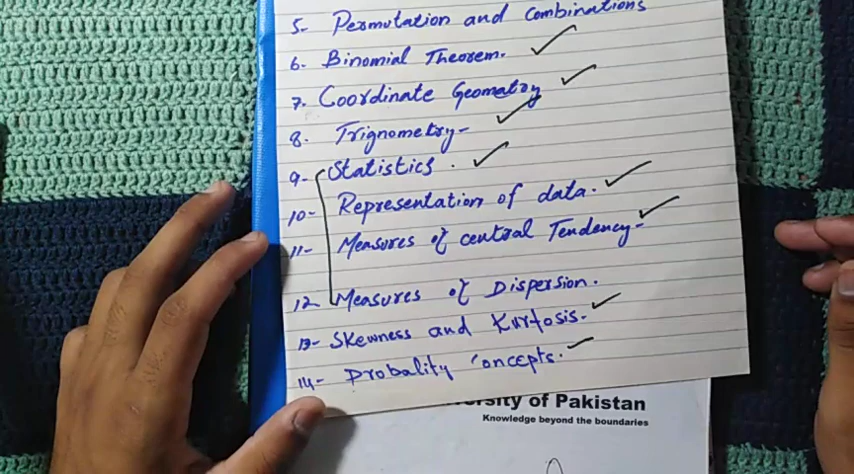 5- Permutation and Combinations
6. Binomial Theorem.
7. Coordinate Geomatry
8. Trignometry-
9- Statistics.
10- Representation of data.
11- Measures of central Tendency-
12 Measures of Dispersion.
13- Skewness and Kurtosis.
14- Probality Concepts.
ersity of Pakistan
Knowledge beyond the boundaries